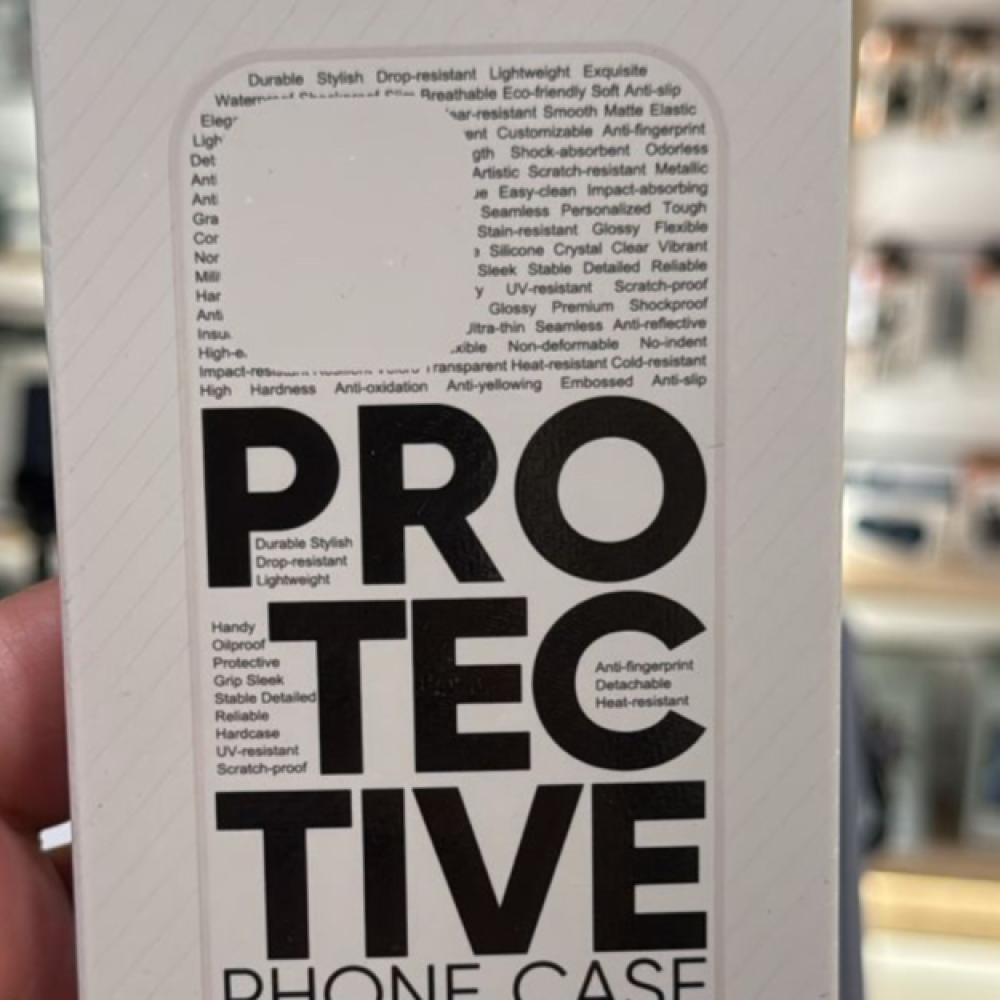 Durable Stylish Drop-resistant Lightweight Exquisite
Breathable Eco-friendly Soft Anti-slip
ar-resistant Smooth Matte Elastic
Customizable Anti-fingerprint
Shock-absorbent Odorless
Artistic Scratch-resistant Metallic
Easy-clean Impact-absorbing
Seamless Personalized Tough
Stain-resistant Glossy Flexible
Silicone Crystal Clear Vibrant
Sleek Stable Detailed Reliable
UV-resistant Scratch-proof
Glossy Premium Shockproof
Seamless Anti-reflective
Non-deformable No-indent
Heat-resistant Cold-resistant
High Hardness Anti-oxidation Anti-yellowing Embossed Anti-slip
PRO
Durable Stylish
Drop-resistant
Lightweight
TEC
Handy
Oilproof
Protective
Grip Sleek
Stable Detailed
Reliable
Hardcase
UV-resistant
Scratch-proof
Anti-fingerprint
Detachable
Heat-resistant
TIVE
PHONE CASE